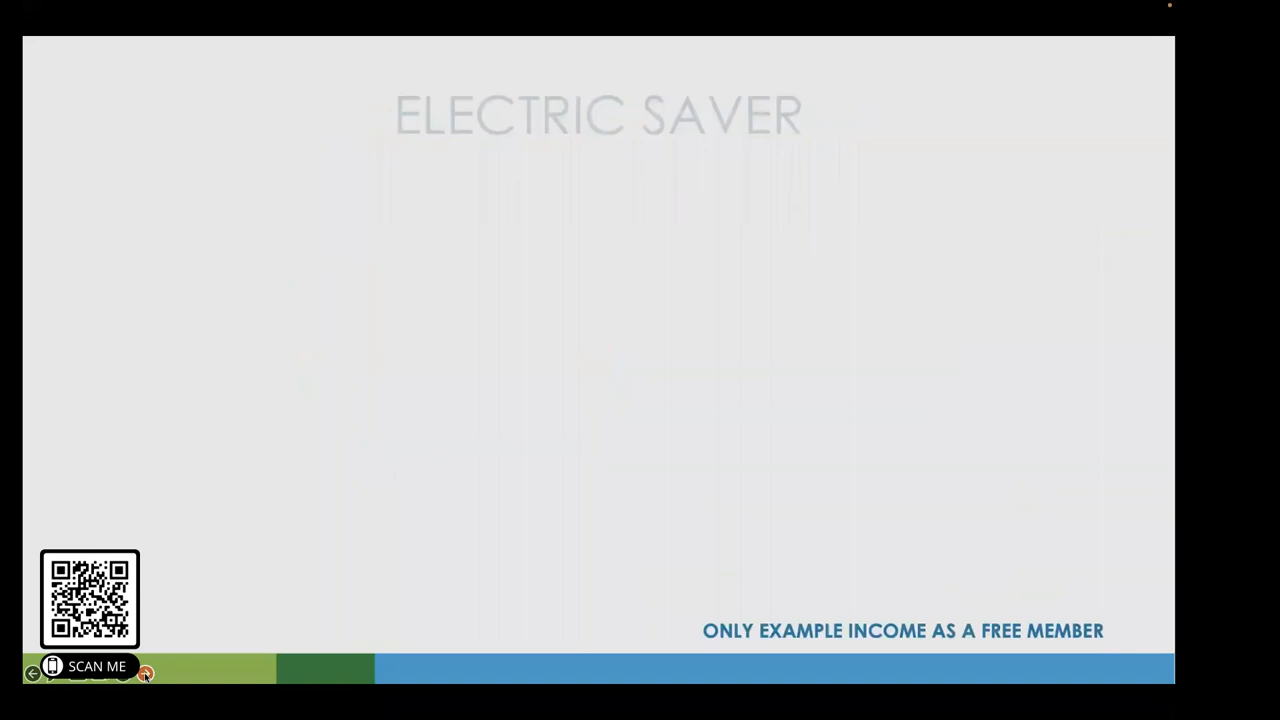 ELECTRIC SAVER
ONLY EXAMPLE INCOME AS A FREE MEMBER
SCAN ME